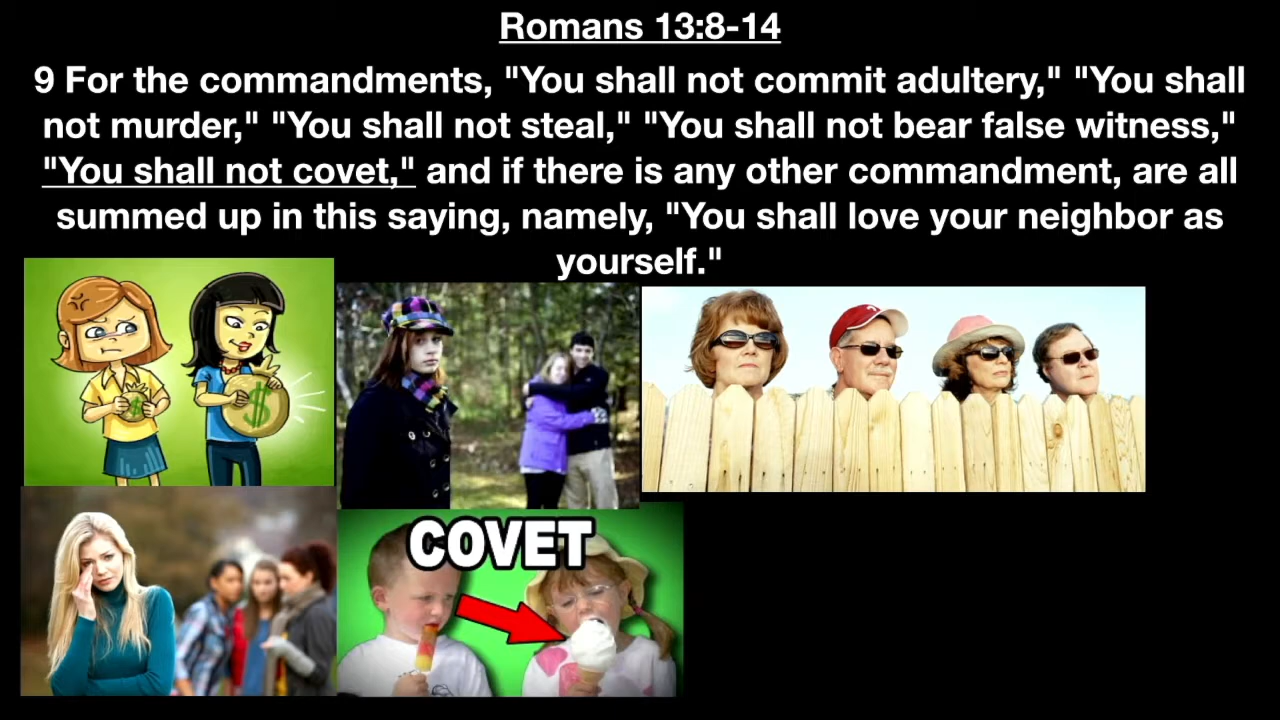 Romans 13:8-14
9 For the commandments, "You shall not commit adultery," "You shall
not murder," "You shall not steal," "You shall not bear false witness,"
"You shall not covet," and if there is any other commandment, are all
summed up in this saying, namely, "You shall love your neighbor as
yourself."
$
$
COVET